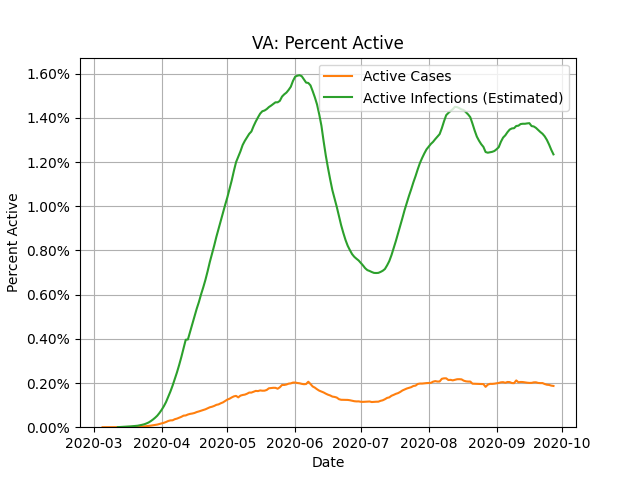 VA: Percent Active
Active Cases
Active Infections (Estimated)
Percent Active
1.60%
1.40%
1.20%
1.00%
0.80%
0.60%
0.40%
0.20%
0.00%
2020-03 2020-04 2020-05 2020-06 2020-07 2020-08 2020-09 2020-10
Date